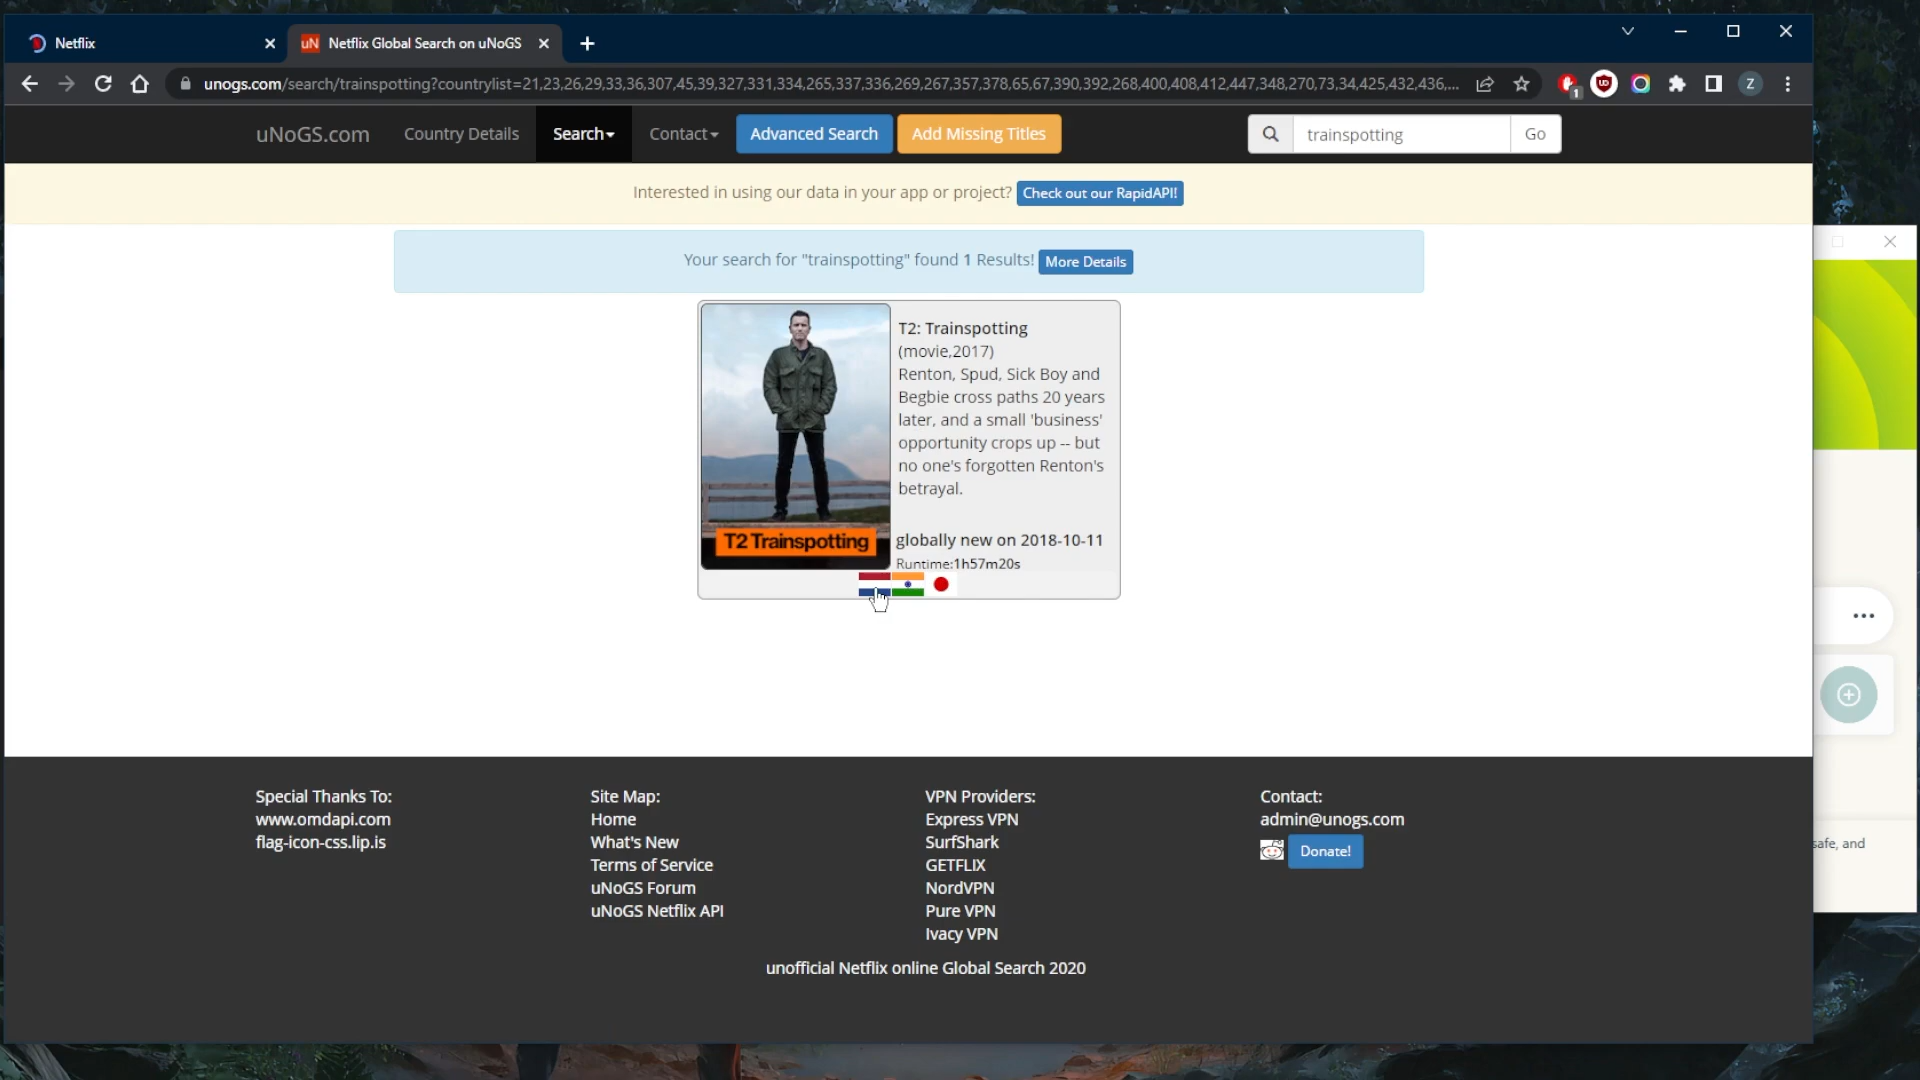 Netflix
uN Netflix Global Search on uNoGS
unogs.com/search/trainspotting?countrylist=21,23,26,29,33,36,307,45,39,327,331,334,265,337,336,269,267,357,378,65,67,390,392,268,400,408,412,447,348,270,73,34,425,432,436,...
1
Z
uNoGS.com
Country Details
Search
Contact
Advanced Search
Add Missing Titles
trainspotting
Go
Interested in using our data in your app or project? Check out our RapidAPI!
Your search for "trainspotting" found 1 Results! More Details
T2 Trainspotting
T2: Trainspotting
(movie,2017)
Renton, Spud, Sick Boy and
Begbie cross paths 20 years
later, and a small 'business'
opportunity crops up -- but
no one's forgotten Renton's
betrayal.
globally new on 2018-10-11
Runtime:1h57m20s
safe, and
Special Thanks To:
www.omdapi.com
flag-icon-css.lip.is
Site Map:
Home
What's New
Terms of Service
uNoGS Forum
uNoGS Netflix API
VPN Providers:
Express VPN
SurfShark
GETFLIX
NordVPN
Pure VPN
Ivacy VPN
Contact:
admin@unogs.com
Donate!
unofficial Netflix online Global Search 2020